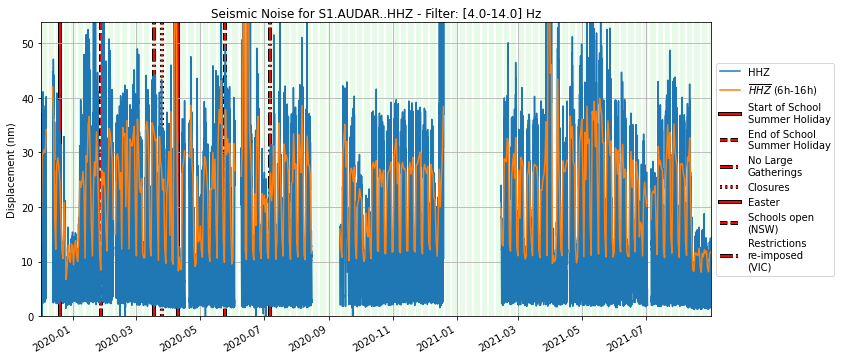 Seismic Noise for S1.AUDAR..HHZ - Filter: [4.0-14.0] Hz
Displacement (nm)
50
40
30
20
10
0
2020-01
2020-03
2020-05
2020-07
2020-09
2020-11
2021-01
2021-03
2021-05
2021-07
HHZ
HHZ (6h-16h)
Start of School
Summer Holiday
End of School
Summer Holiday
No Large
Gatherings
Closures
Easter
Schools open
(NSW)
Restrictions
re-imposed
(VIC)